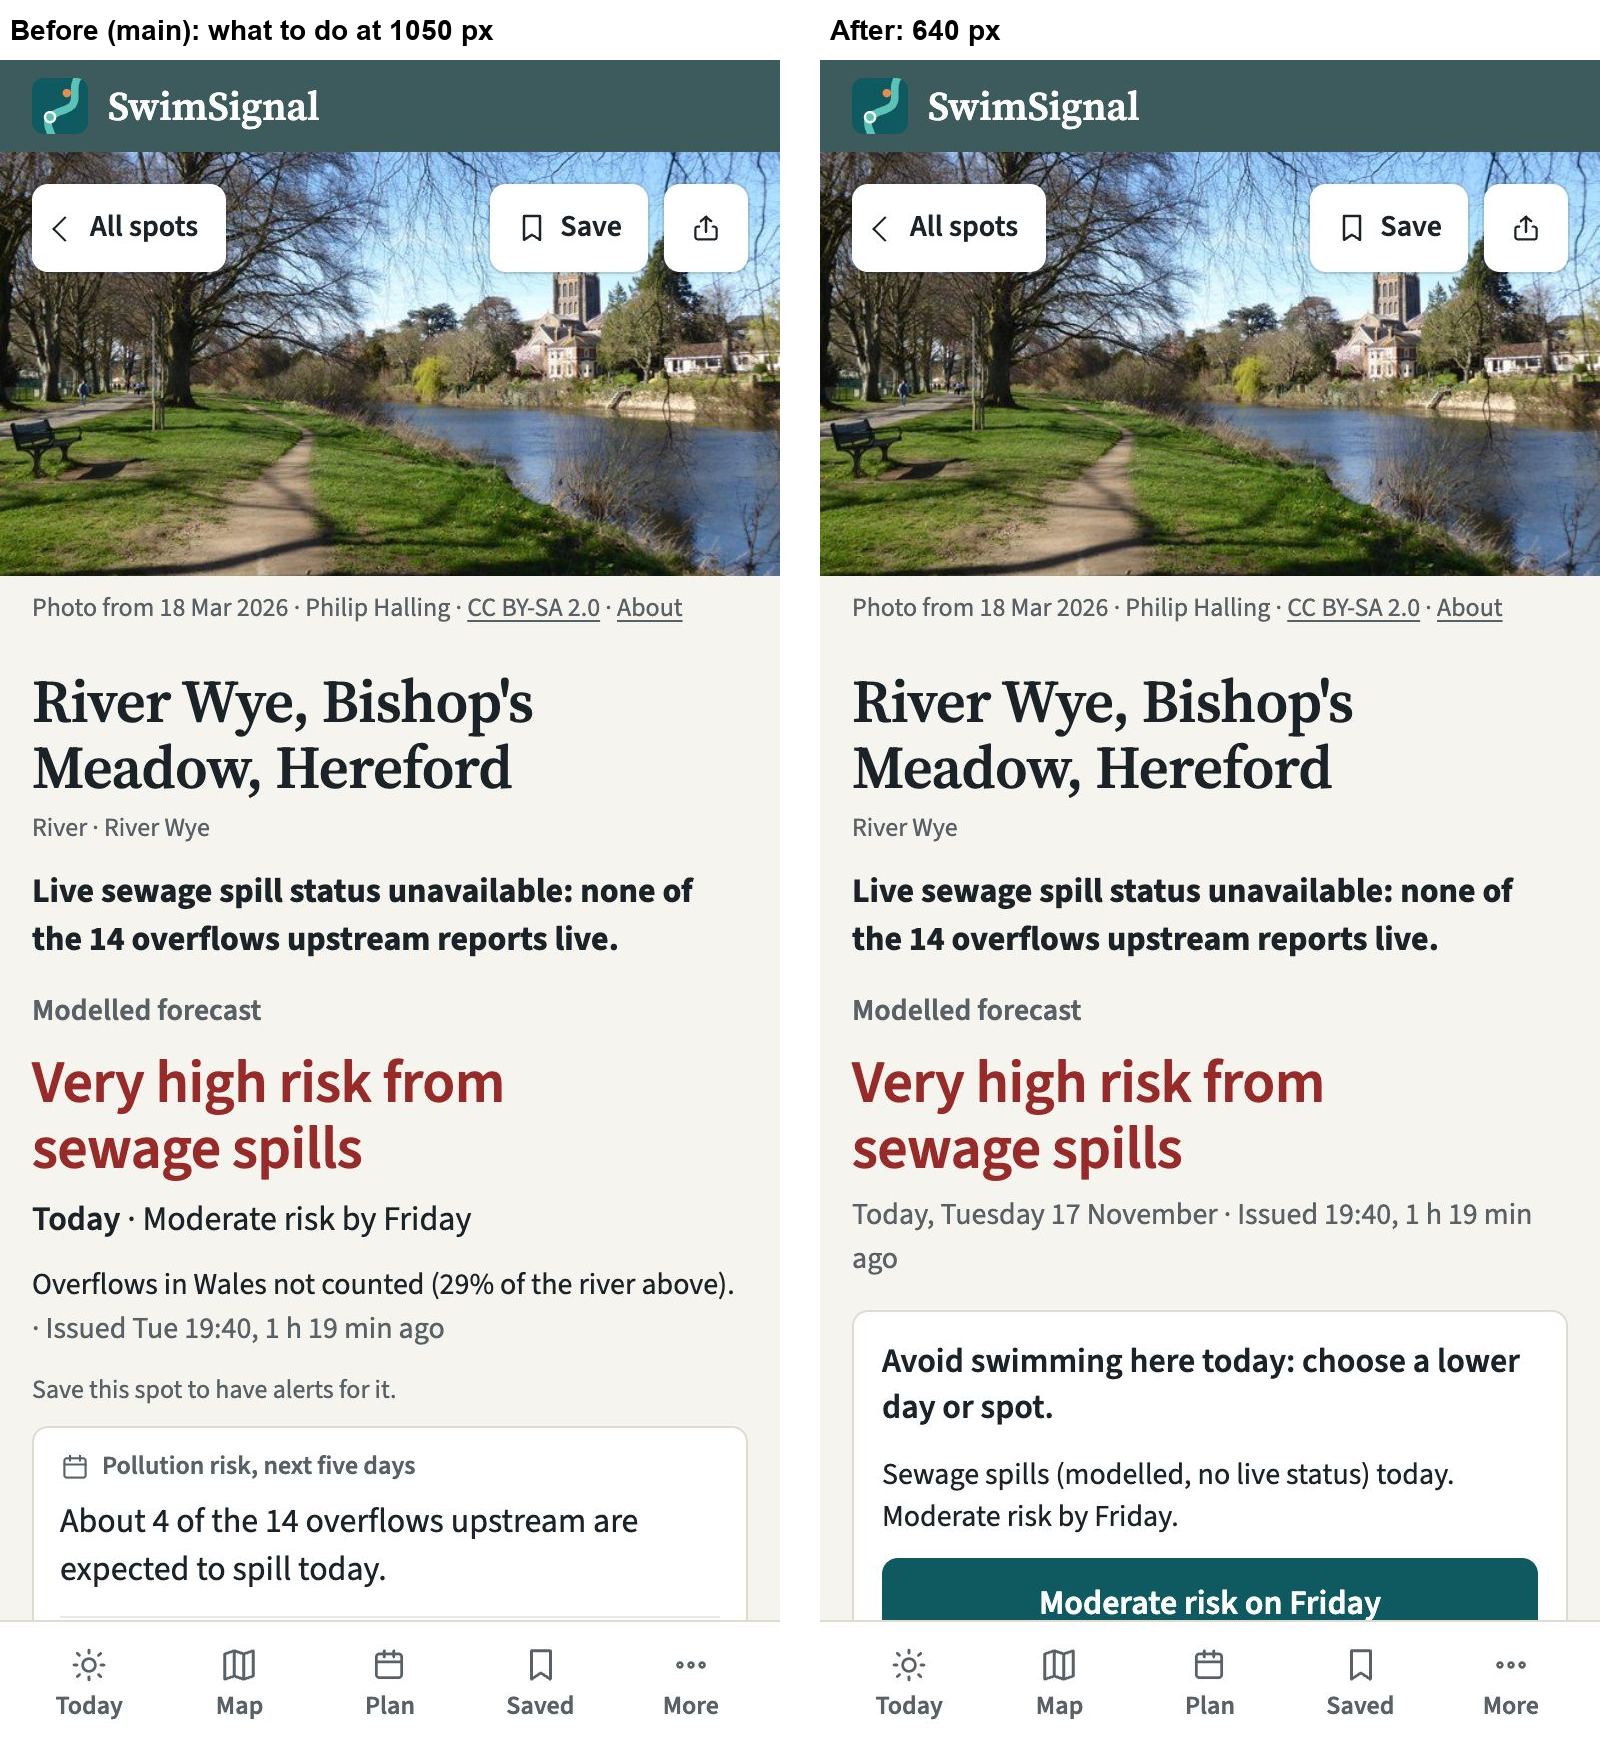 Before (main): what to do at 1050 px
SwimSignal
All spots
Save
Photo from 18 Mar 2026 · Philip Halling · CC BY-SA 2.0 · About
River Wye, Bishop's
Meadow, Hereford
River · River Wye
Live sewage spill status unavailable: none of
the 14 overflows upstream reports live.
Modelled forecast
Very high risk from
sewage spills
Today · Moderate risk by Friday
Overflows in Wales not counted (29% of the river above).
· Issued Tue 19:40, 1 h 19 min ago
Save this spot to have alerts for it.
Pollution risk, next five days
About 4 of the 14 overflows upstream are
expected to spill today.
Today
Map
Plan
Saved
More
After: 640 px
SwimSignal
All spots
Save
Photo from 18 Mar 2026 · Philip Halling · CC BY-SA 2.0 · About
River Wye, Bishop's
Meadow, Hereford
River Wye
Live sewage spill status unavailable: none of
the 14 overflows upstream reports live.
Modelled forecast
Very high risk from
sewage spills
Today, Tuesday 17 November · Issued 19:40, 1 h 19 min
ago
Avoid swimming here today: choose a lower
day or spot.
Sewage spills (modelled, no live status) today.
Moderate risk by Friday.
Moderate risk on Friday
Today
Map
Plan
Saved
More